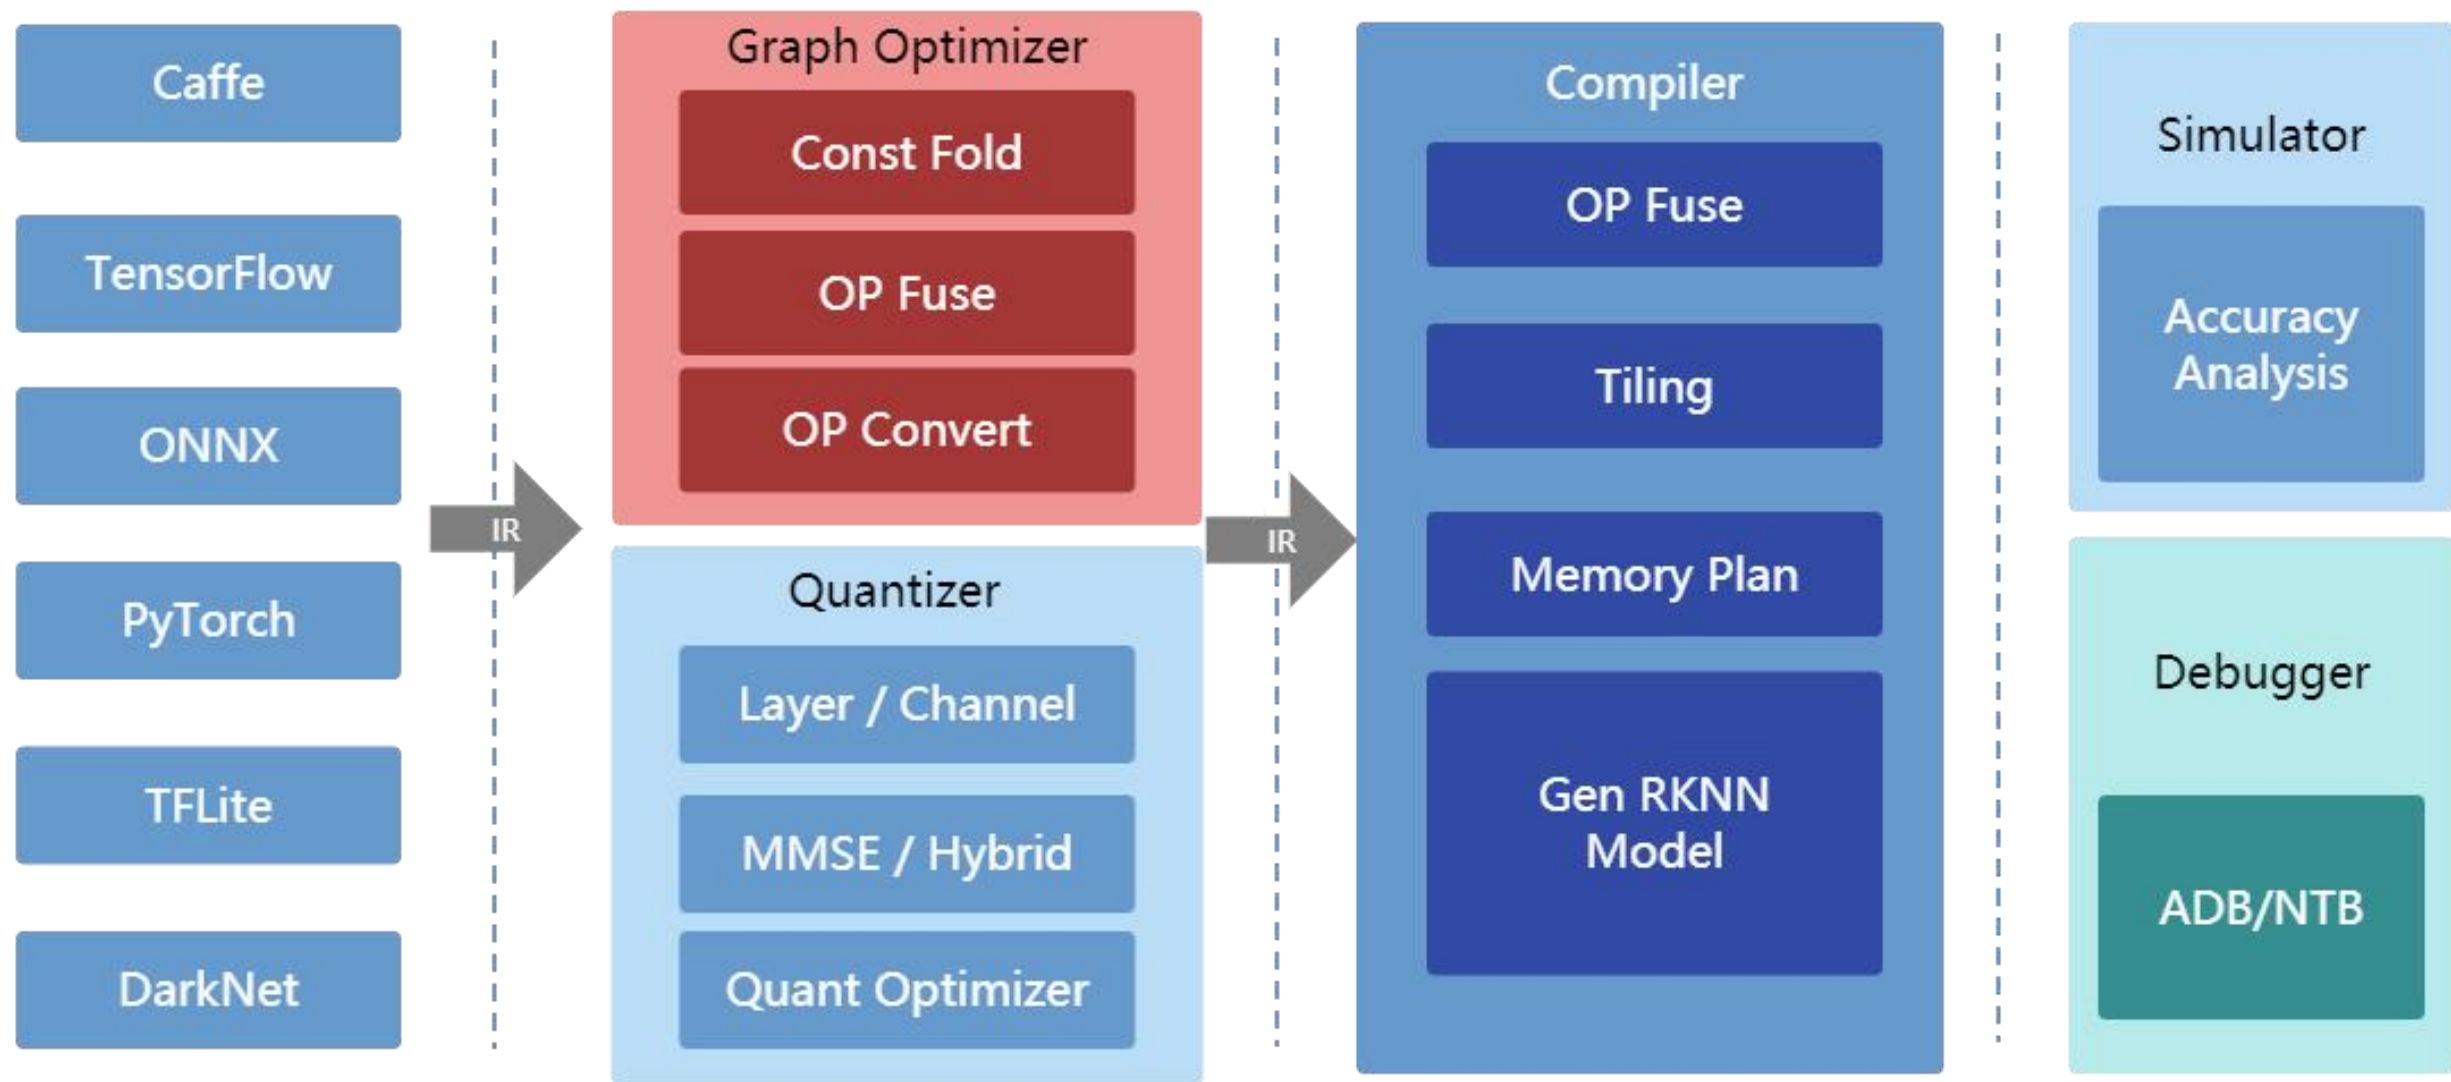 Caffe
TensorFlow
ONNX
PyTorch
TFLite
DarkNet
IR
Graph Optimizer
Const Fold
OP Fuse
OP Convert
Quantizer
Layer / Channel
MMSE / Hybrid
Quant Optimizer
IR
Compiler
OP Fuse
Tiling
Memory Plan
Gen RKNN
Model
Simulator
Accuracy
Analysis
Debugger
ADB/NTB